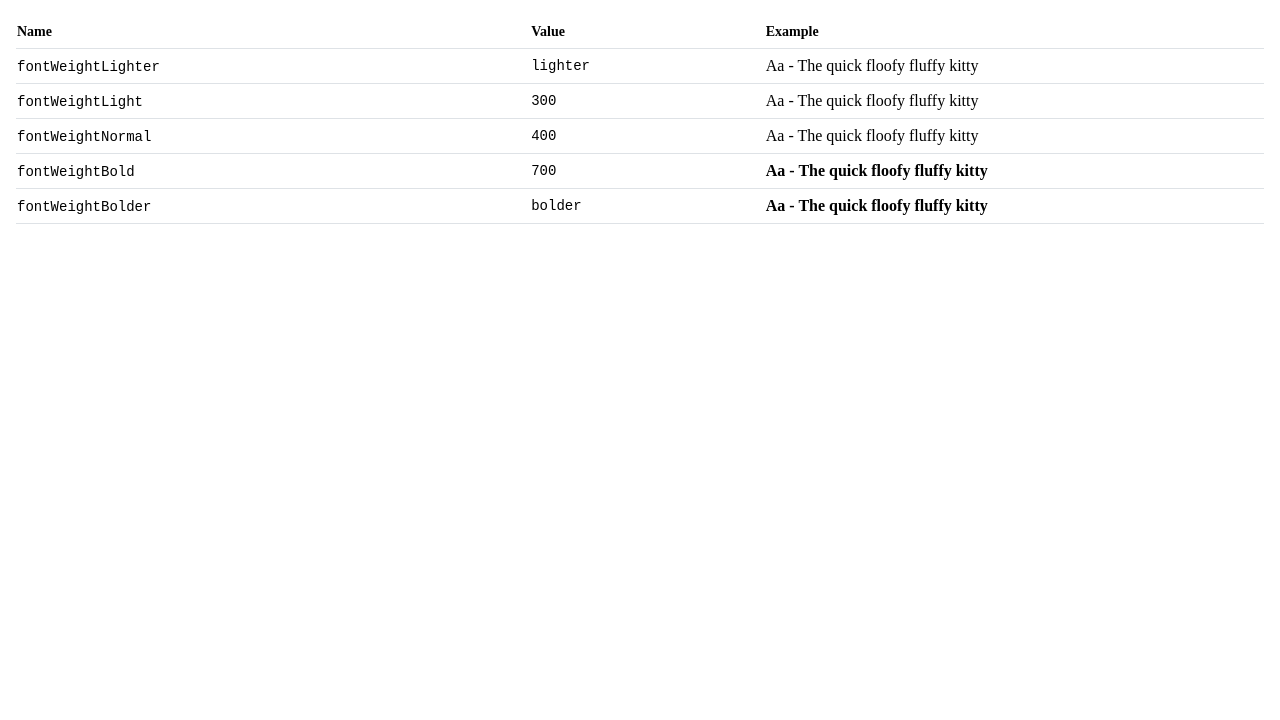 Name Value Example
fontWeightLighter lighter Aa - The quick floofy fluffy kitty
fontWeightLight 300 Aa - The quick floofy fluffy kitty
fontWeightNormal 400 Aa - The quick floofy fluffy kitty
fontWeightBold 700 Aa - The quick floofy fluffy kitty
fontWeightBolder bolder Aa - The quick floofy fluffy kitty